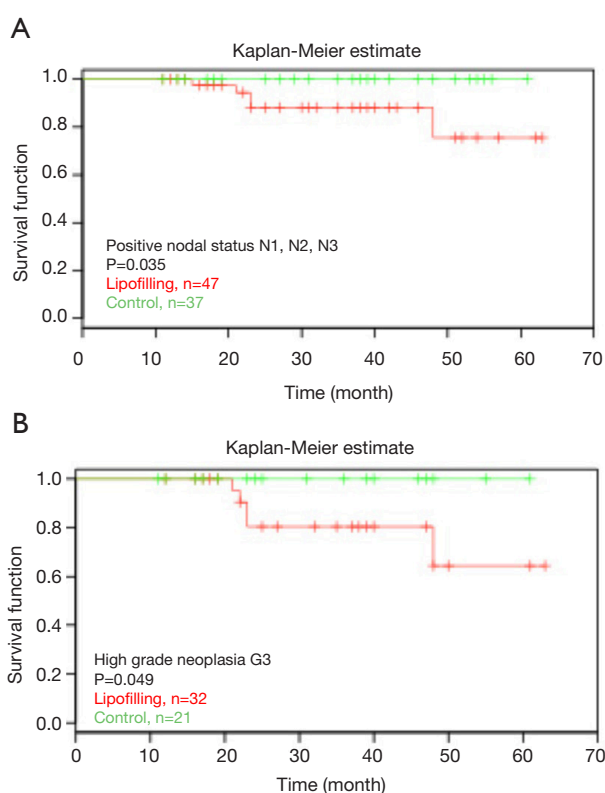 A
Kaplan-Meier estimate
Survival function
1.0
0.8
0.6
0.4
0.2
0.0
Positive nodal status N1, N2, N3
P=0.035
Lipofilling, n=47
Control, n=37
0 10 20 30 40 50 60 70
Time (month)
B
Kaplan-Meier estimate
Survival function
1.0
0.8
0.6
0.4
0.2
0.0
High grade neoplasia G3
P=0.049
Lipofilling, n=32
Control, n=21
0 10 20 30 40 50 60 70
Time (month)